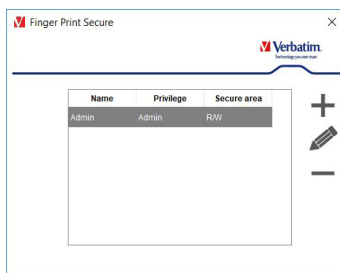 Finger Print Secure
Verbatim.
Technology you can trust
Name Privilege Secure area
Admin Admin R/W